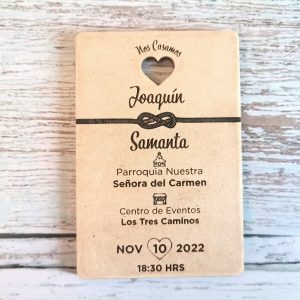 Nos Casamos
Joaquín
Samanta
Parroquia Nuestra
Señora del Carmen
Centro de Eventos
Los Tres Caminos
NOV 10 2022
18:30 HRS